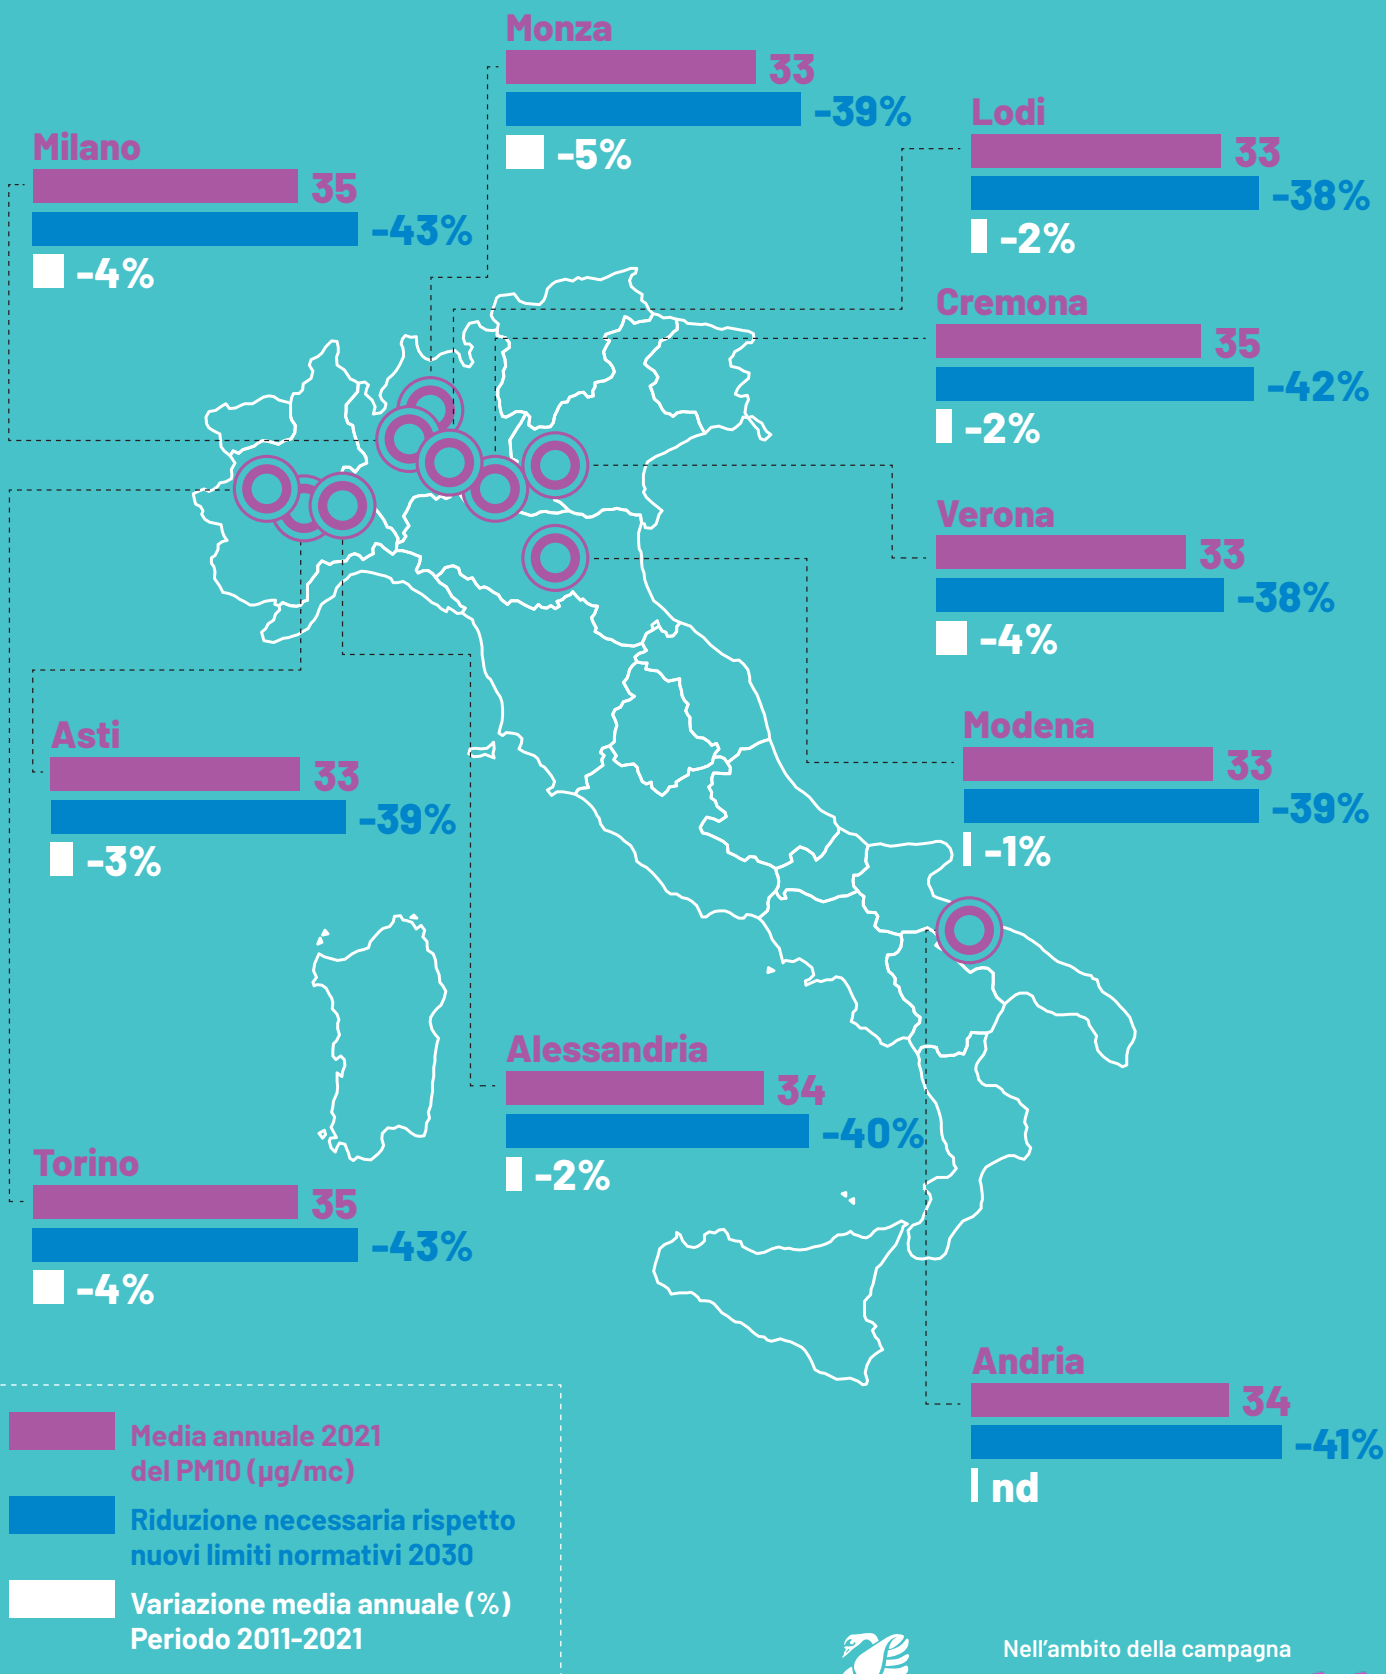 Monza
33
-39%
-5%
Lodi
33
-38%
-2%
Milano
35
-43%
-4%
Cremona
35
-42%
-2%
Verona
33
-38%
-4%
Modena
33
-39%
-1%
Asti
33
-39%
-3%
Alessandria
34
-40%
-2%
Torino
35
-43%
-4%
Andria
34
-41%
nd
Media annuale 2021
del PM10 (µg/mc)
Riduzione necessaria rispetto
nuovi limiti normativi 2030
Variazione media annuale (%)
Periodo 2011-2021
Nell'ambito della campagna